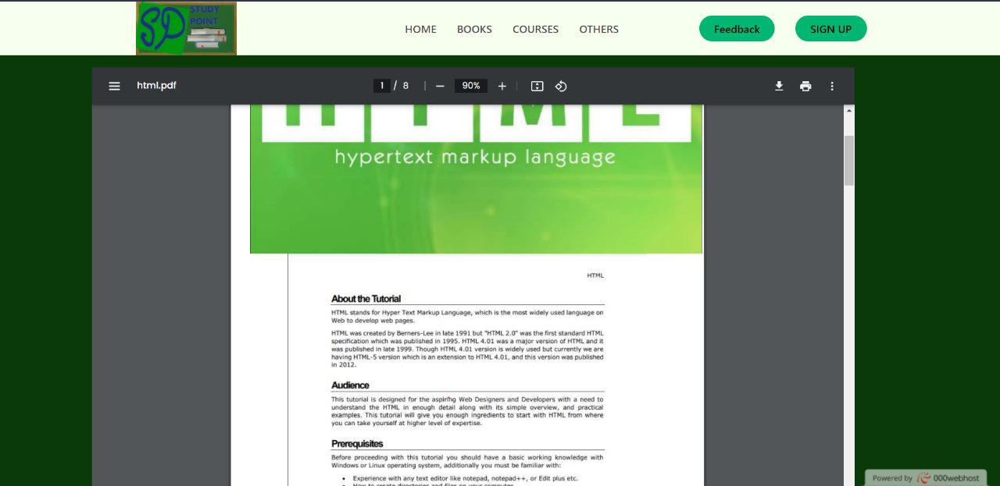 STUDY
POINT
SP
HOME BOOKS COURSES OTHERS Feedback SIGN UP
html.pdf 1 / 8 90%
HTML
hypertext markup language
HTML
About the Tutorial
HTML stands for Hyper Text Markup Language, which is the most widely used language on
Web to develop web pages.
HTML was created by Berners-Lee in late 1991 but "HTML 2.0" was the first standard HTML
specification which was published in 1995. HTML 4.01 was a major version of HTML and it
was published in late 1999. Though HTML 4.01 version is widely used but currently we are
having HTML-5 version which is an extension to HTML 4.01, and this version was published
in 2012.
Audience
This tutorial is designed for the aspiring Web Designers and Developers with a need to
understand the HTML in enough detail along with its simple overview, and practical
examples. This tutorial will give you enough ingredients to start with HTML from where
you can take yourself at higher level of expertise.
Prerequisites
Before proceeding with this tutorial you should have a basic working knowledge with
Windows or Linux operating system, additionally you must be familiar with:
• Experience with any text editor like notepad, notepad++, or Edit plus etc.
• How to create directories and files on your computer.
Powered by 000webhost